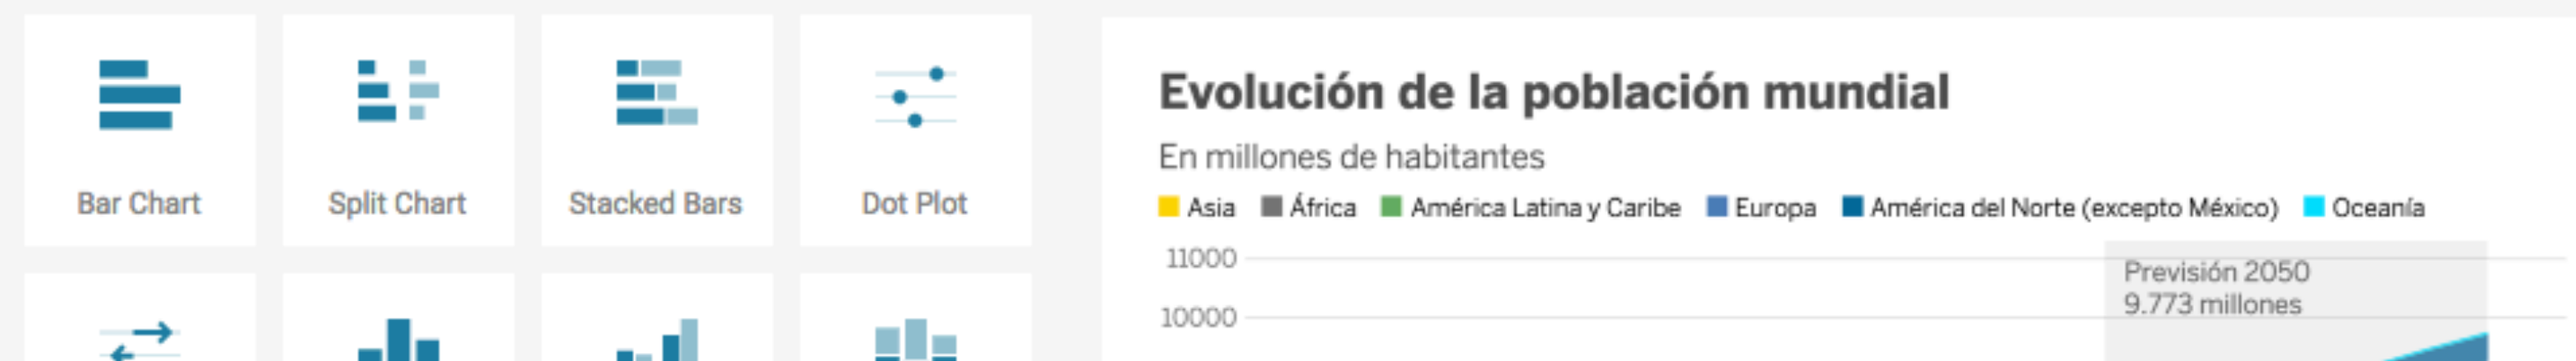 Bar Chart
Split Chart
Stacked Bars
Dot Plot
Evolución de la población mundial
En millones de habitantes
Asia África América Latina y Caribe Europa América del Norte (excepto México) Oceanía
11000
Previsión 2050
9.773 millones
10000